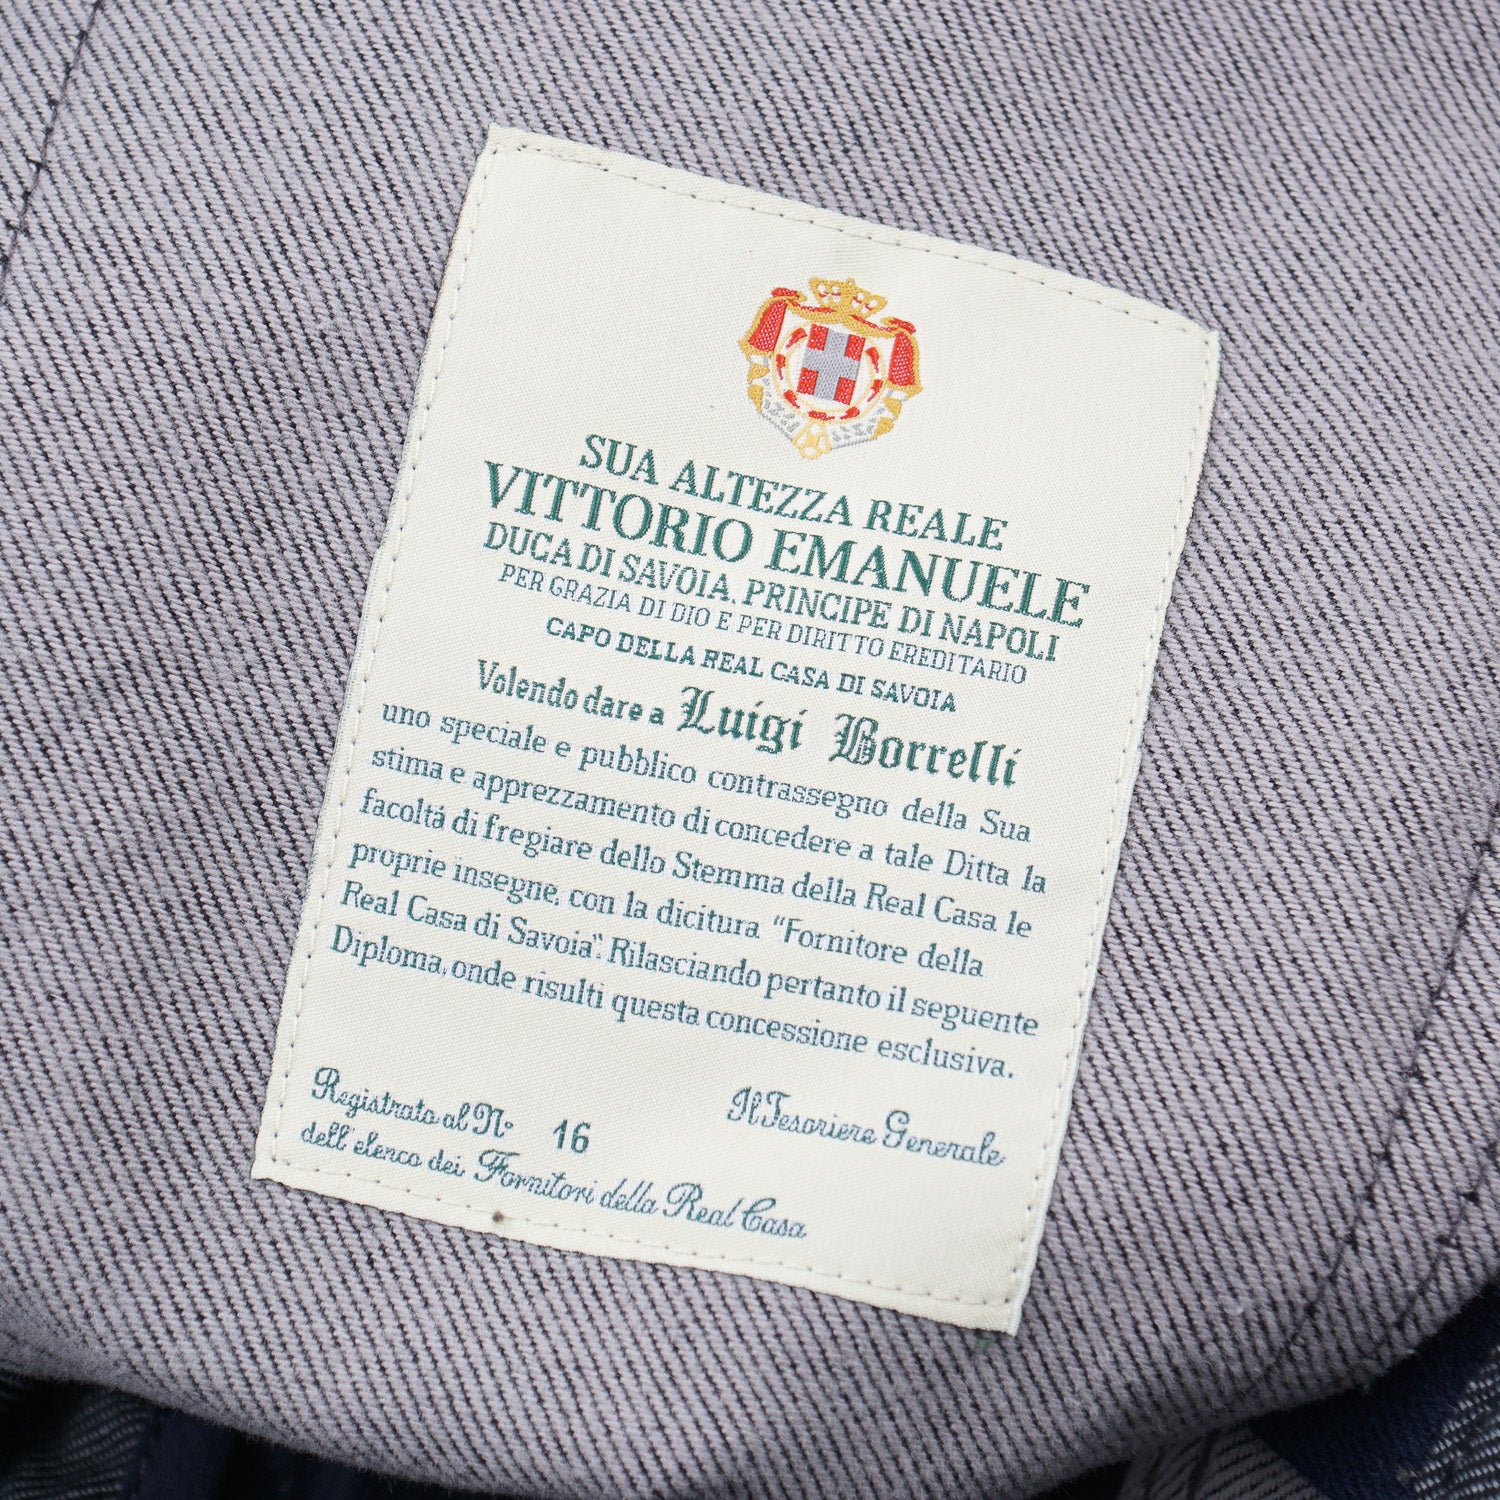 SUA ALTEZZA REALE
VITTORIO EMANUELE
DUCA DI SAVOIA, PRINCIPE DI NAPOLI
PER GRAZIA DI DIO E PER DIRITTO EREDITARIO
CAPO DELLA REAL CASA DI SAVOIA
Volendo dare a Luigi Borrelli
uno speciale e pubblico contrassegno della Sua
stima e apprezzamento di concedere a tale Ditta la
facoltà di fregiare dello Stemma della Real Casa le
proprie insegne, con la dicitura "Fornitore della
Real Casa di Savoia". Rilasciando pertanto il seguente
Diploma, onde risulti questa concessione esclusiva.
Registrato al N° 16
dell'elenco dei Fornitori della Real Casa
Il Tesoriere Generale